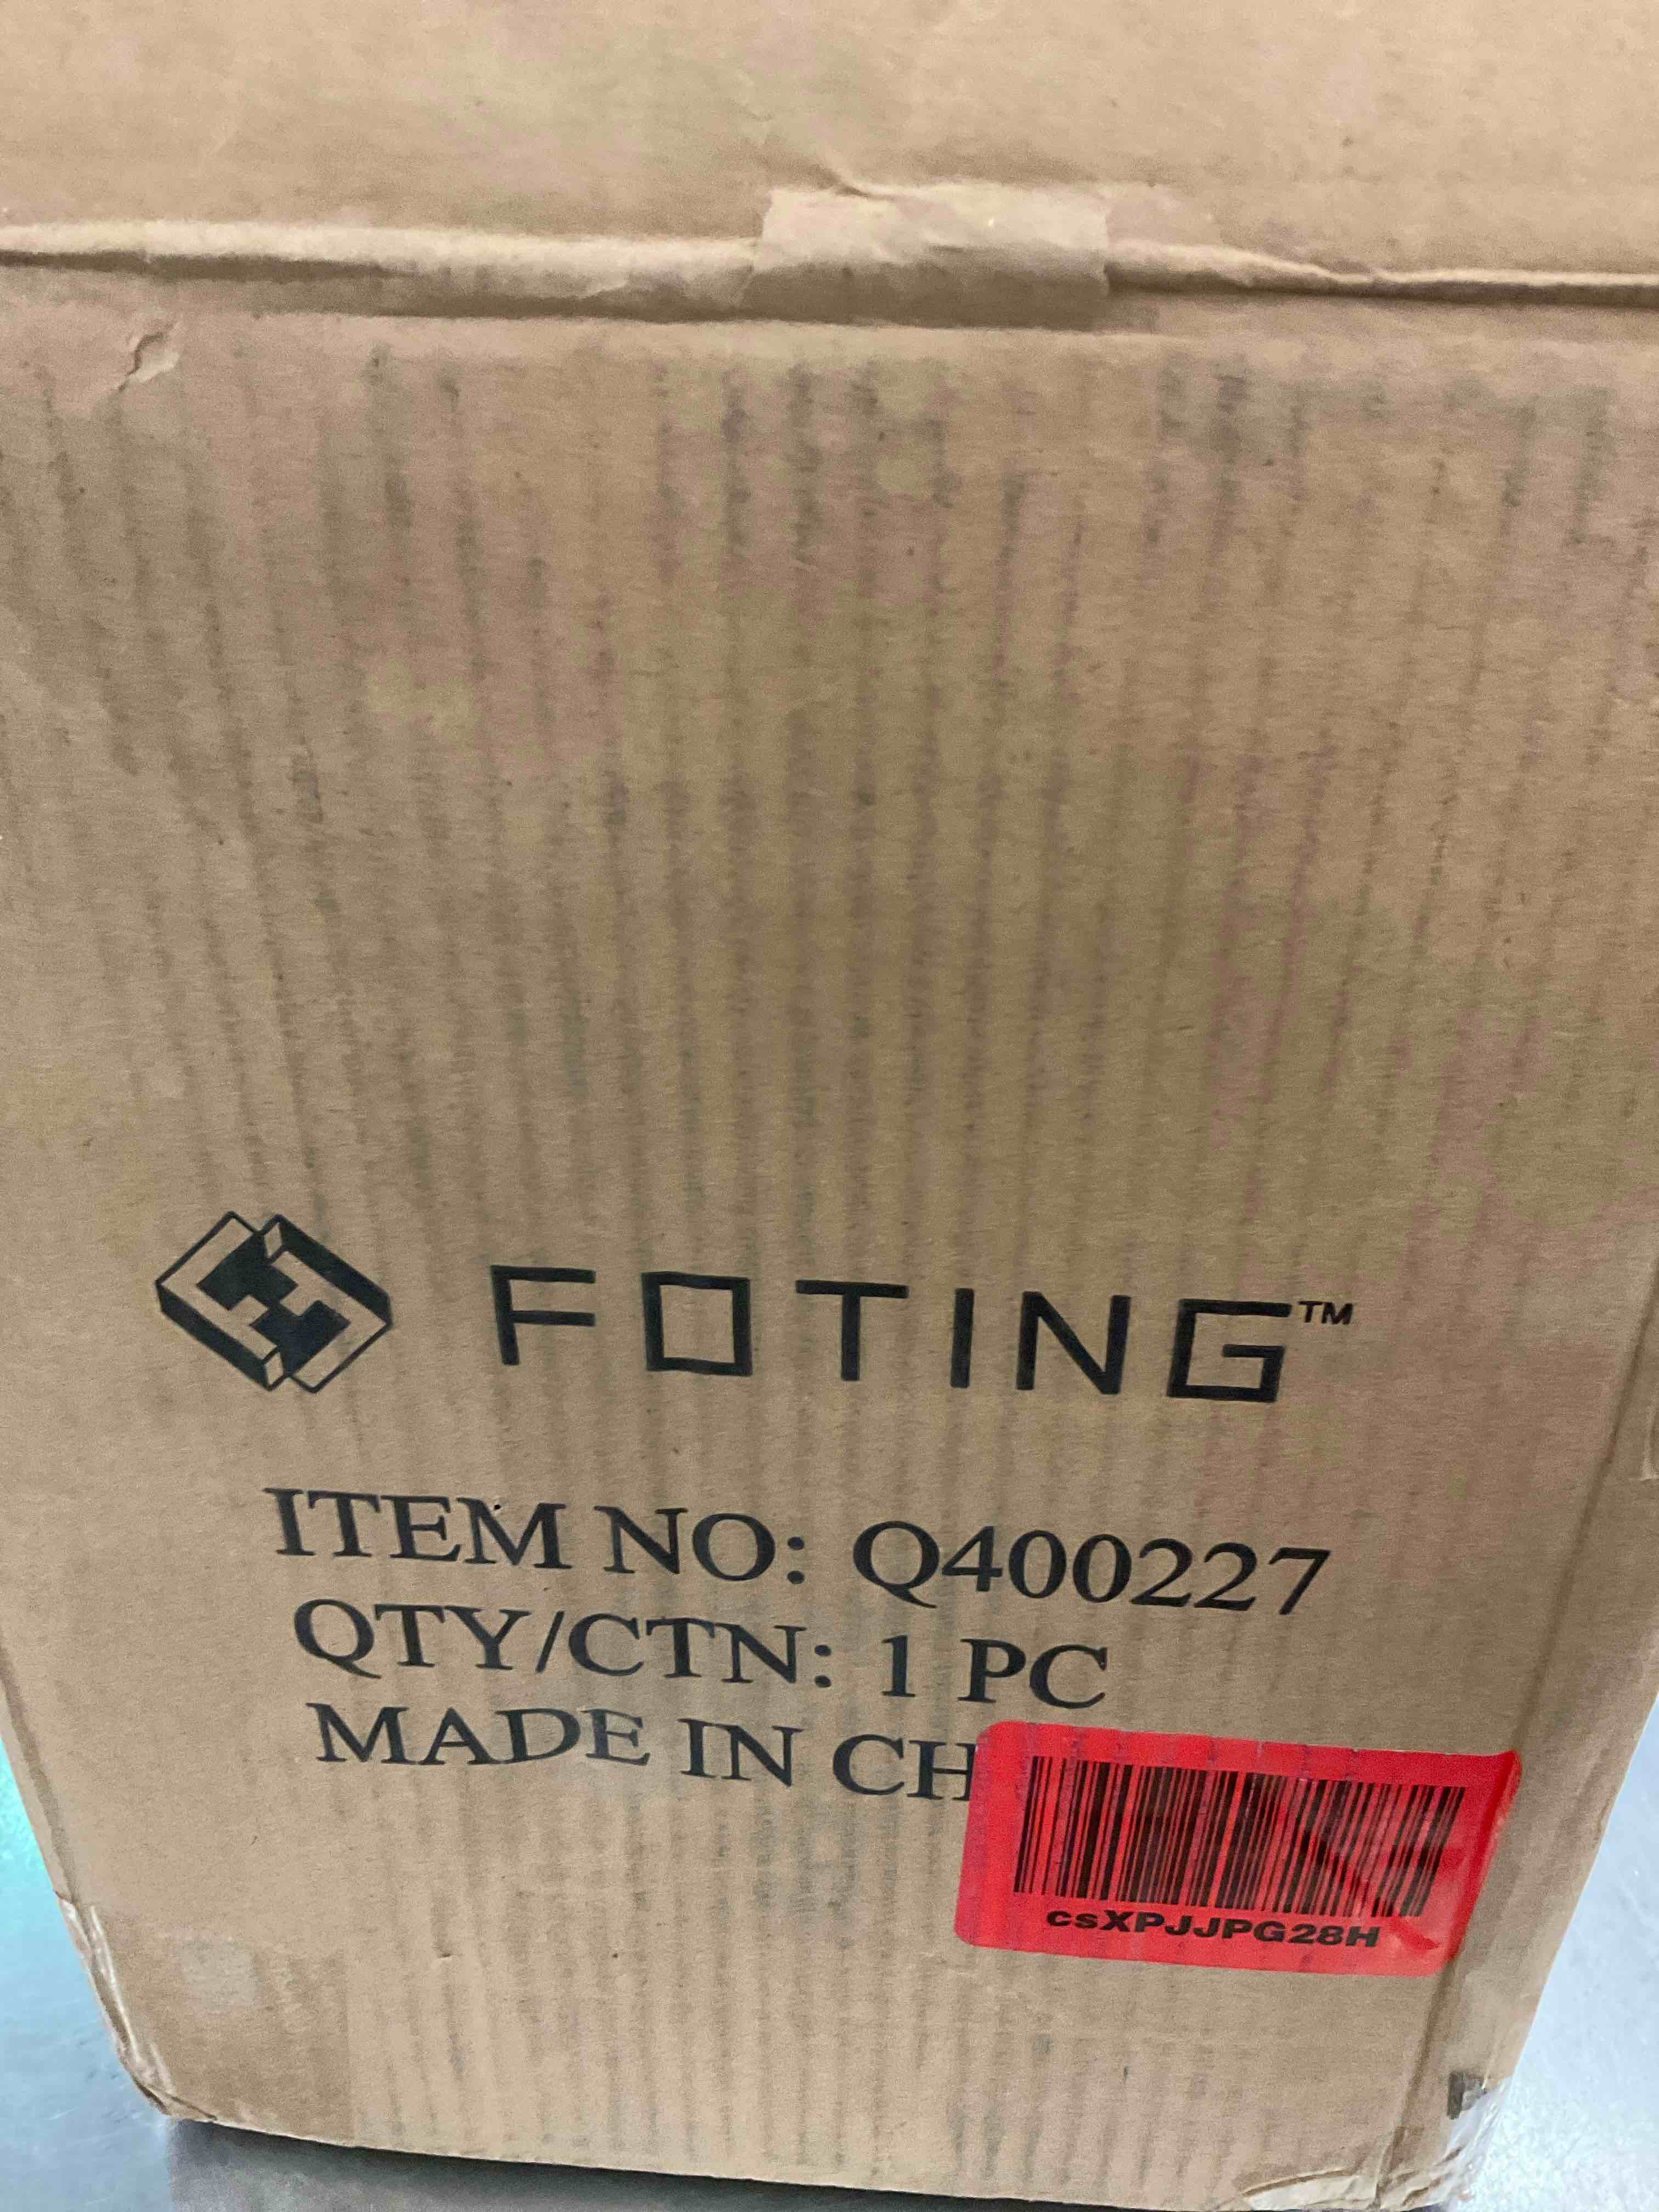 FOTING™
ITEM NO: Q400227
QTY/CTN: 1 PC
MADE IN CH
csXPJJPG28H